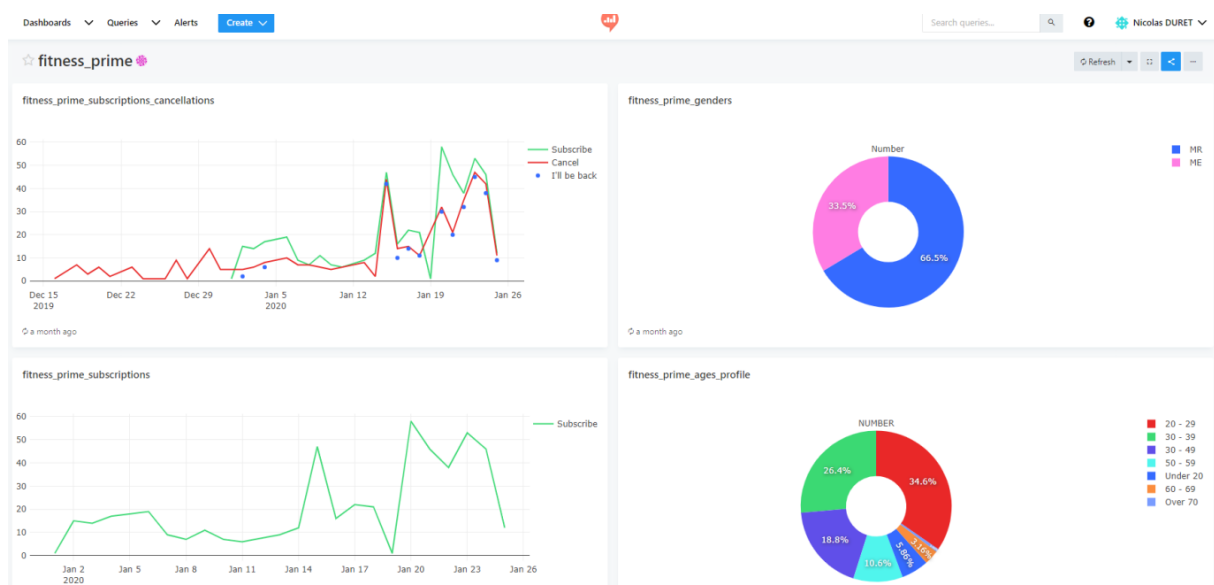 Dashboards Queries Alerts Create Search queries... Nicolas DURET
fitness_prime Refresh
fitness_prime_subscriptions_cancellations
60
50
40
30
20
10
0
Dec 15 Dec 22 Dec 29 Jan 5 Jan 12 Jan 19 Jan 26
2019 2020
Subscribe
Cancel
I'll be back
a month ago
fitness_prime_genders
Number
33.5%
66.5%
MR
ME
a month ago
fitness_prime_subscriptions
60
50
40
30
20
10
0
Jan 2 Jan 5 Jan 8 Jan 11 Jan 14 Jan 17 Jan 20 Jan 23 Jan 26
2020
Subscribe
fitness_prime_ages_profile
NUMBER
26.4%
34.6%
18.8%
10.6%
5.86%
3.16%
20 - 29
30 - 39
30 - 49
50 - 59
Under 20
60 - 69
Over 70